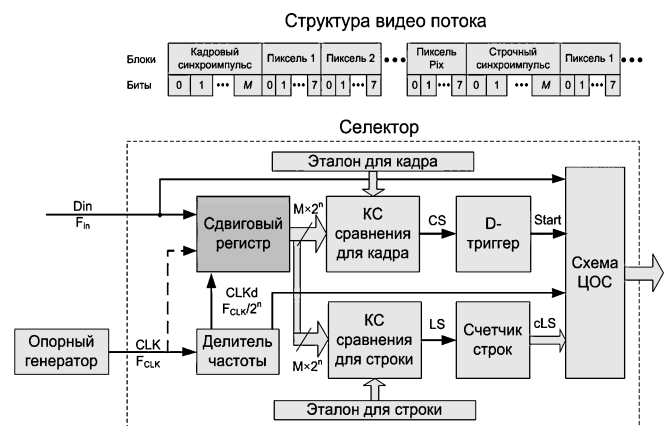 Структура видео потока
Блоки
Кадровый синхроимпульс
Пиксель 1
Пиксель 2
•••
Пиксель Pix
Строчный синхроимпульс
Пиксель 1
•••
Биты
0 1 ••• M 0 1 ••• 7 0 1 ••• 7 0 1 ••• 7 0 1 ••• M 0 1 ••• 7
Селектор
Эталон для кадра
Din
Fin
Сдвиговый регистр
M×2ⁿ
КС сравнения для кадра
CS
D-триггер
Start
Схема ЦОС
CLKd
FCLK/2ⁿ
Опорный генератор
CLK
FCLK
Делитель частоты
M×2ⁿ
КС сравнения для строки
LS
Счетчик строк
cLS
Эталон для строки